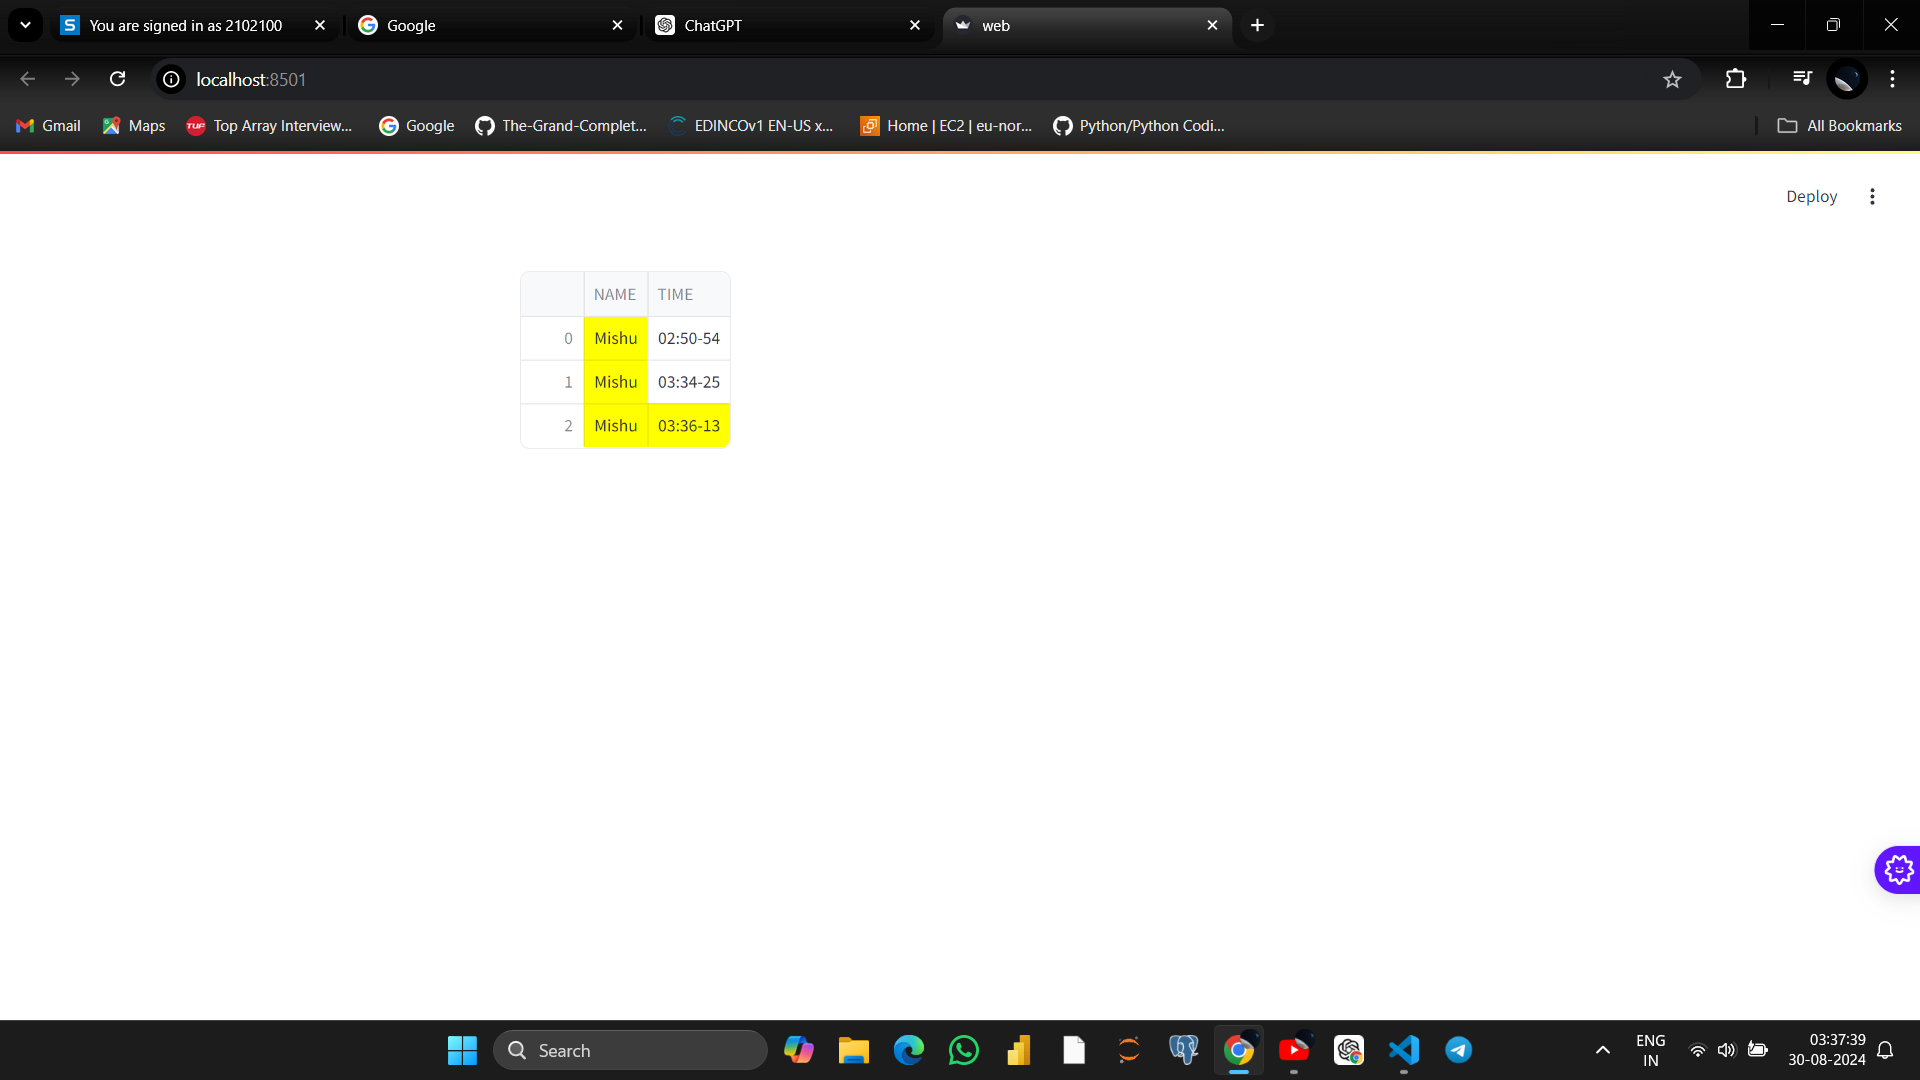 You are signed in as 2102100
Google
ChatGPT
web
localhost:8501
Gmail
Maps
Top Array Interview...
Google
The-Grand-Complet...
EDINCOv1 EN-US x...
Home | EC2 | eu-nor...
Python/Python Codi...
All Bookmarks
Deploy
NAME TIME
0 Mishu 02:50-54
1 Mishu 03:34-25
2 Mishu 03:36-13
Search
ENG
IN
03:37:39
30-08-2024